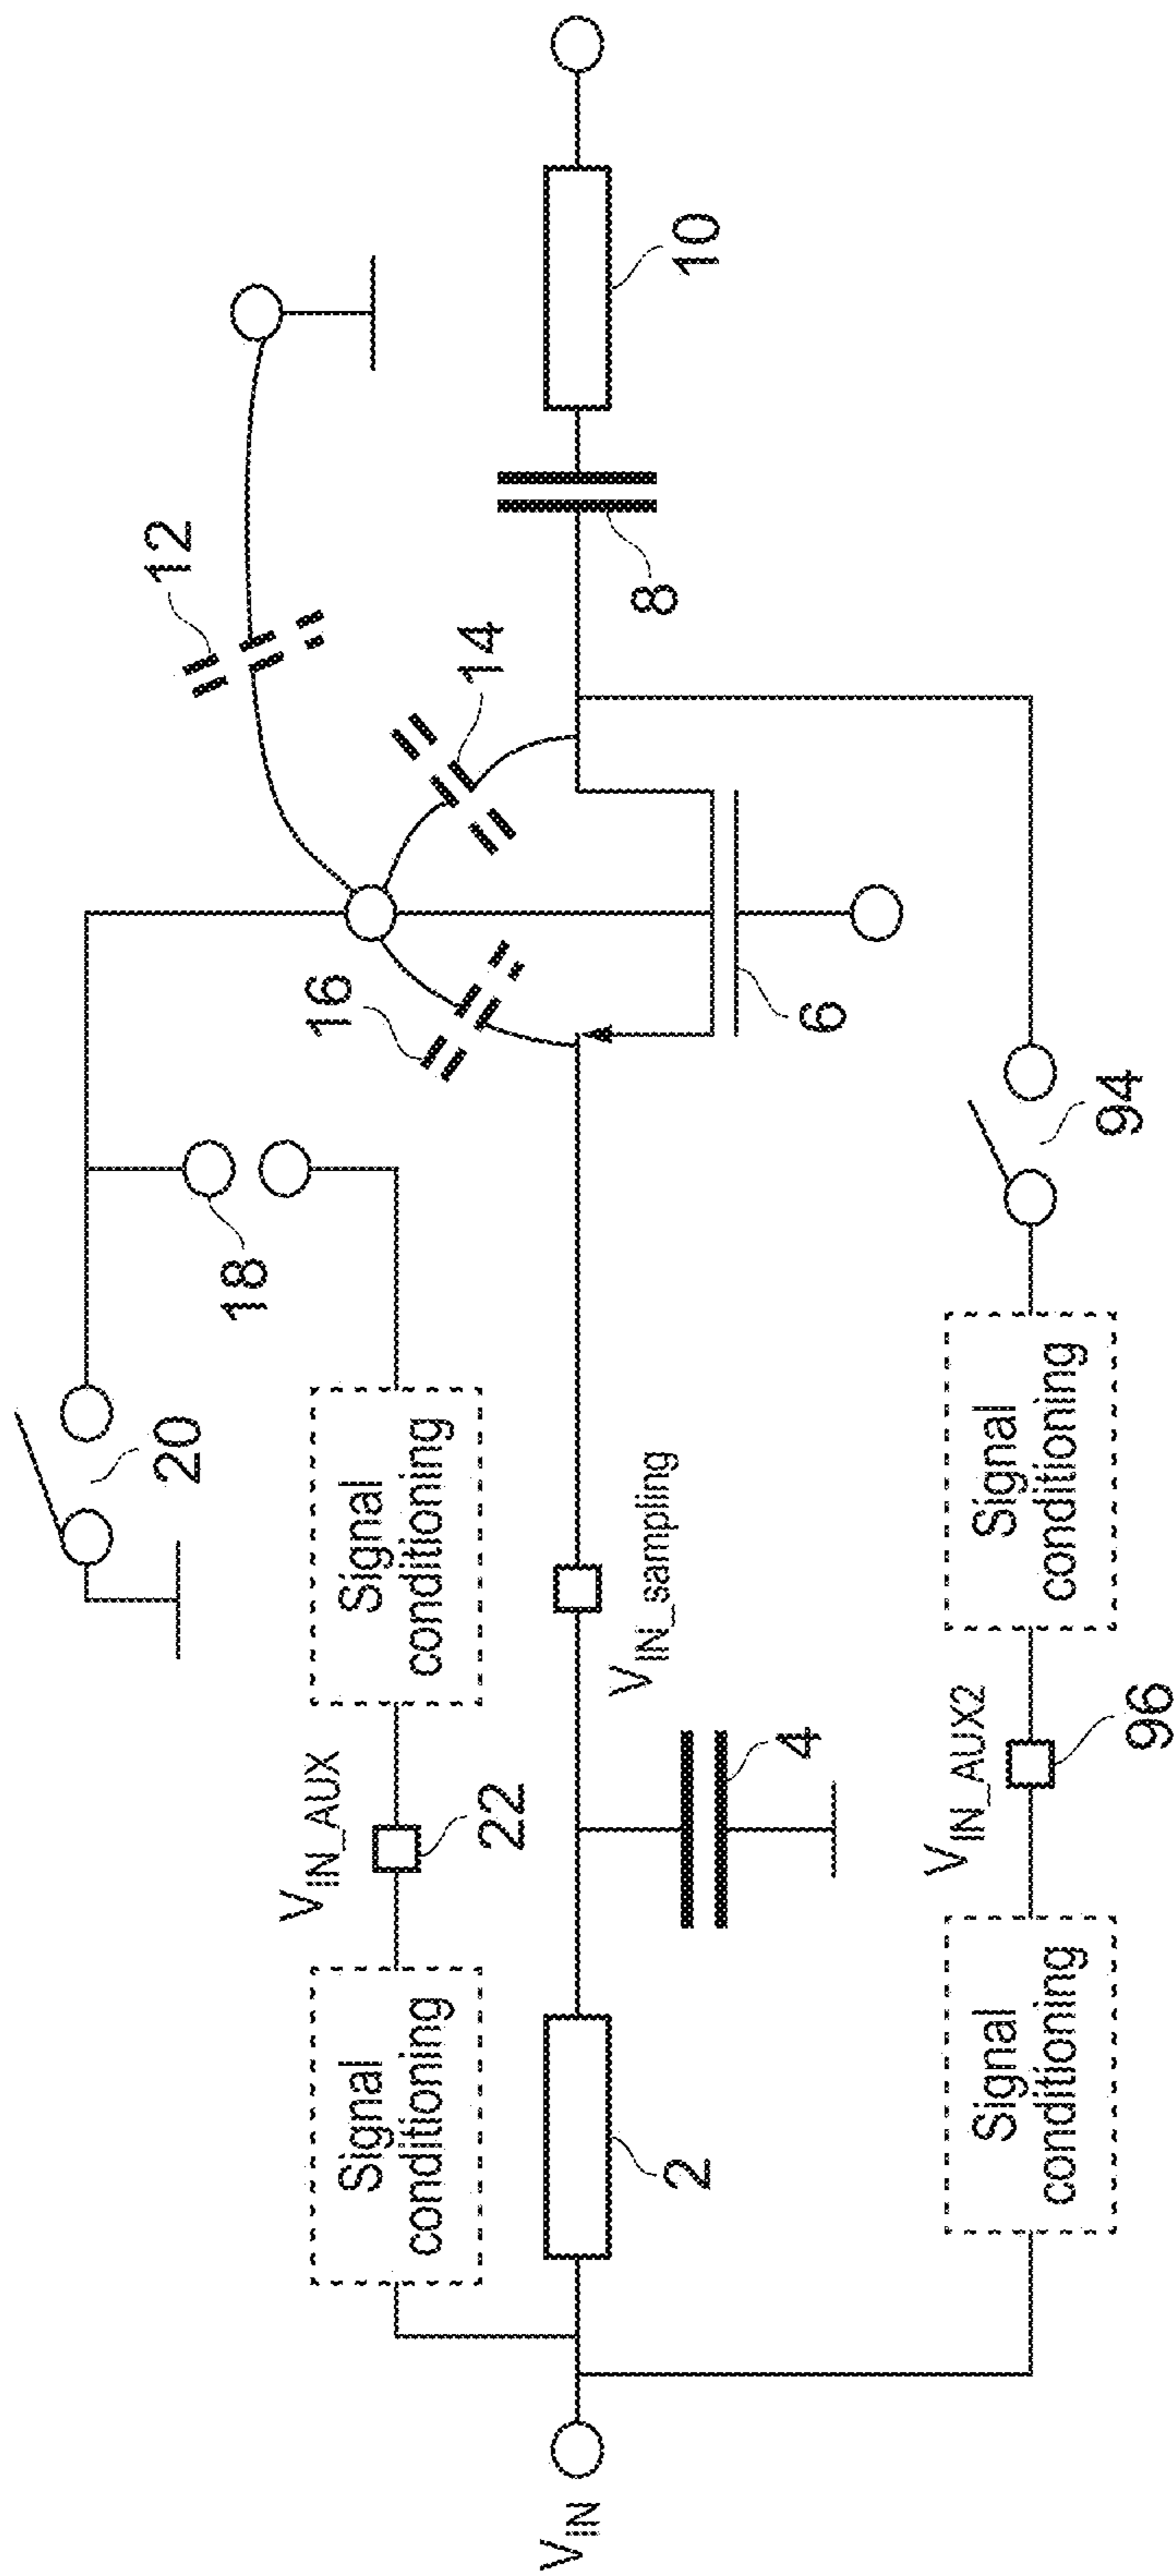 20
18
12
16
14
Signal
conditioning
V_IN_AUX
22
Signal
conditioning
V_IN
2
4
V_IN_sampling
6
8
10
Signal
conditioning
V_IN_AUX2
96
Signal
conditioning
94